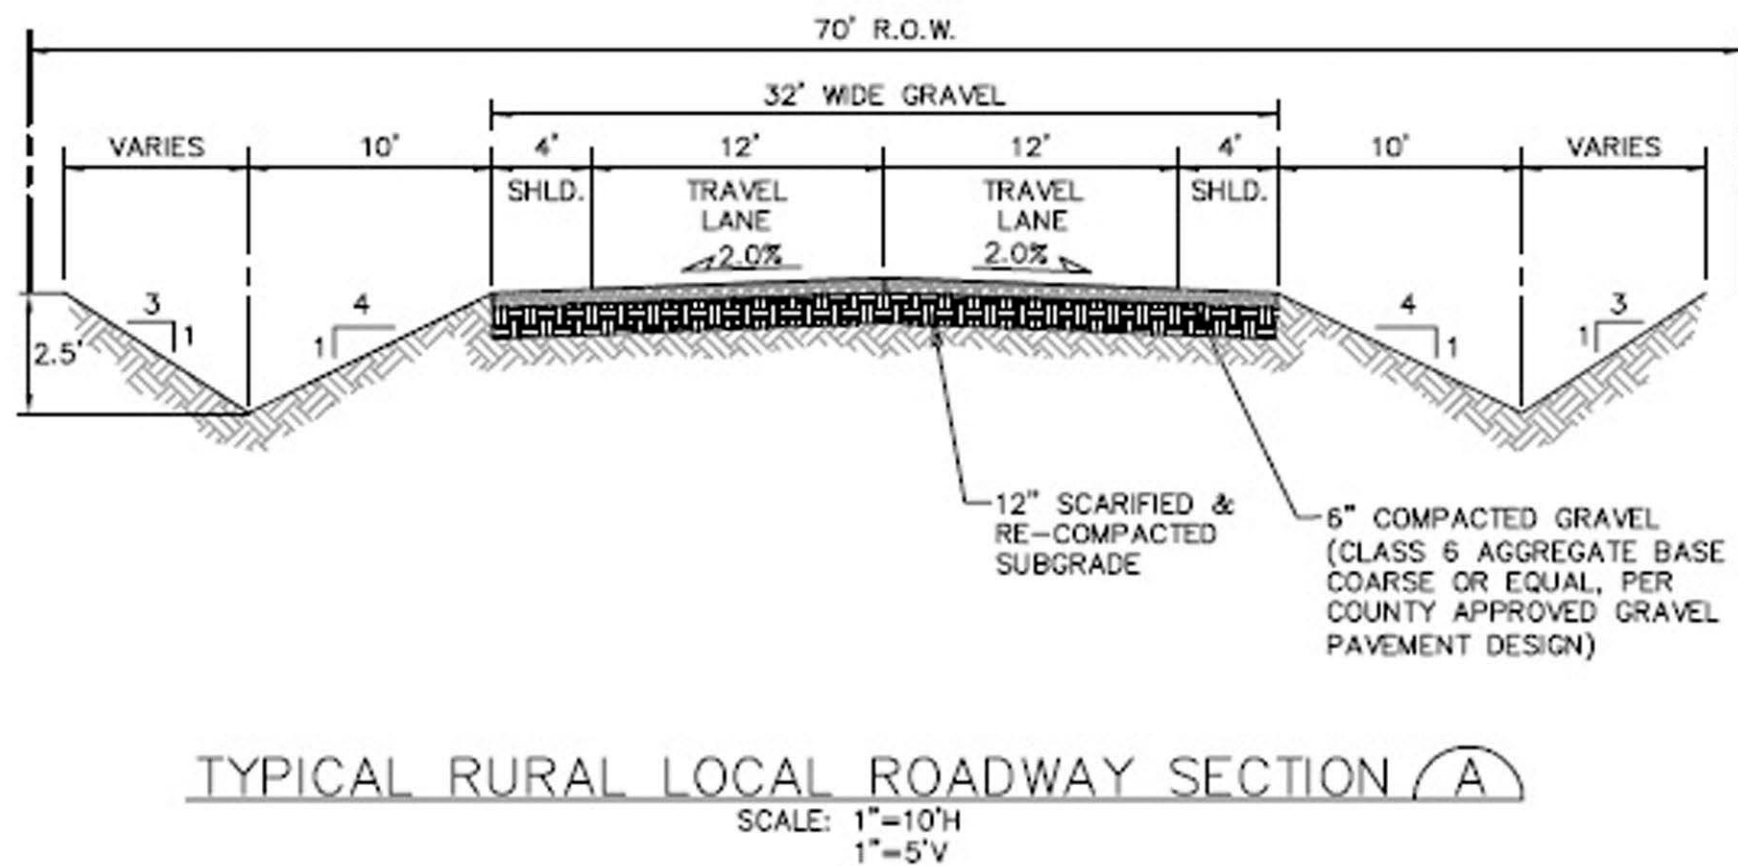 70' R.O.W.
32' WIDE GRAVEL
VARIES 10' 4' 12' 12' 4' 10' VARIES
SHLD. TRAVEL TRAVEL SHLD.
LANE LANE
2.0% 2.0%
3 4 4 3
1 1 1 1
2.5'
12" SCARIFIED &
RE-COMPACTED
SUBGRADE
6" COMPACTED GRAVEL
(CLASS 6 AGGREGATE BASE
COARSE OR EQUAL, PER
COUNTY APPROVED GRAVEL
PAVEMENT DESIGN)
TYPICAL RURAL LOCAL ROADWAY SECTION A
SCALE: 1"=10'H
1"=5'V